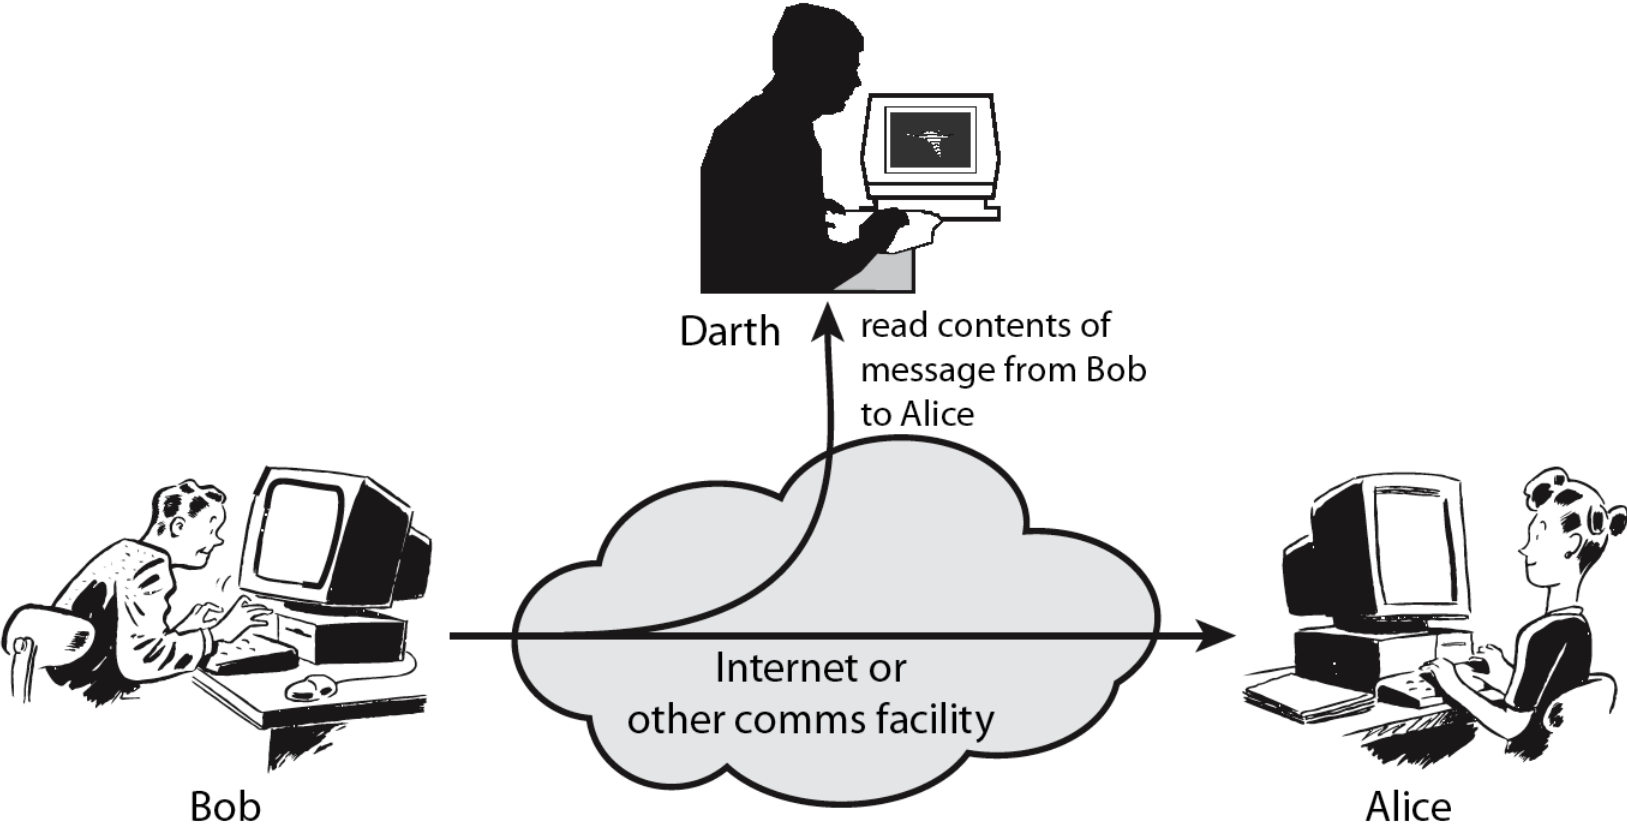 Darth
read contents of
message from Bob
to Alice
Internet or
other comms facility
Bob
Alice